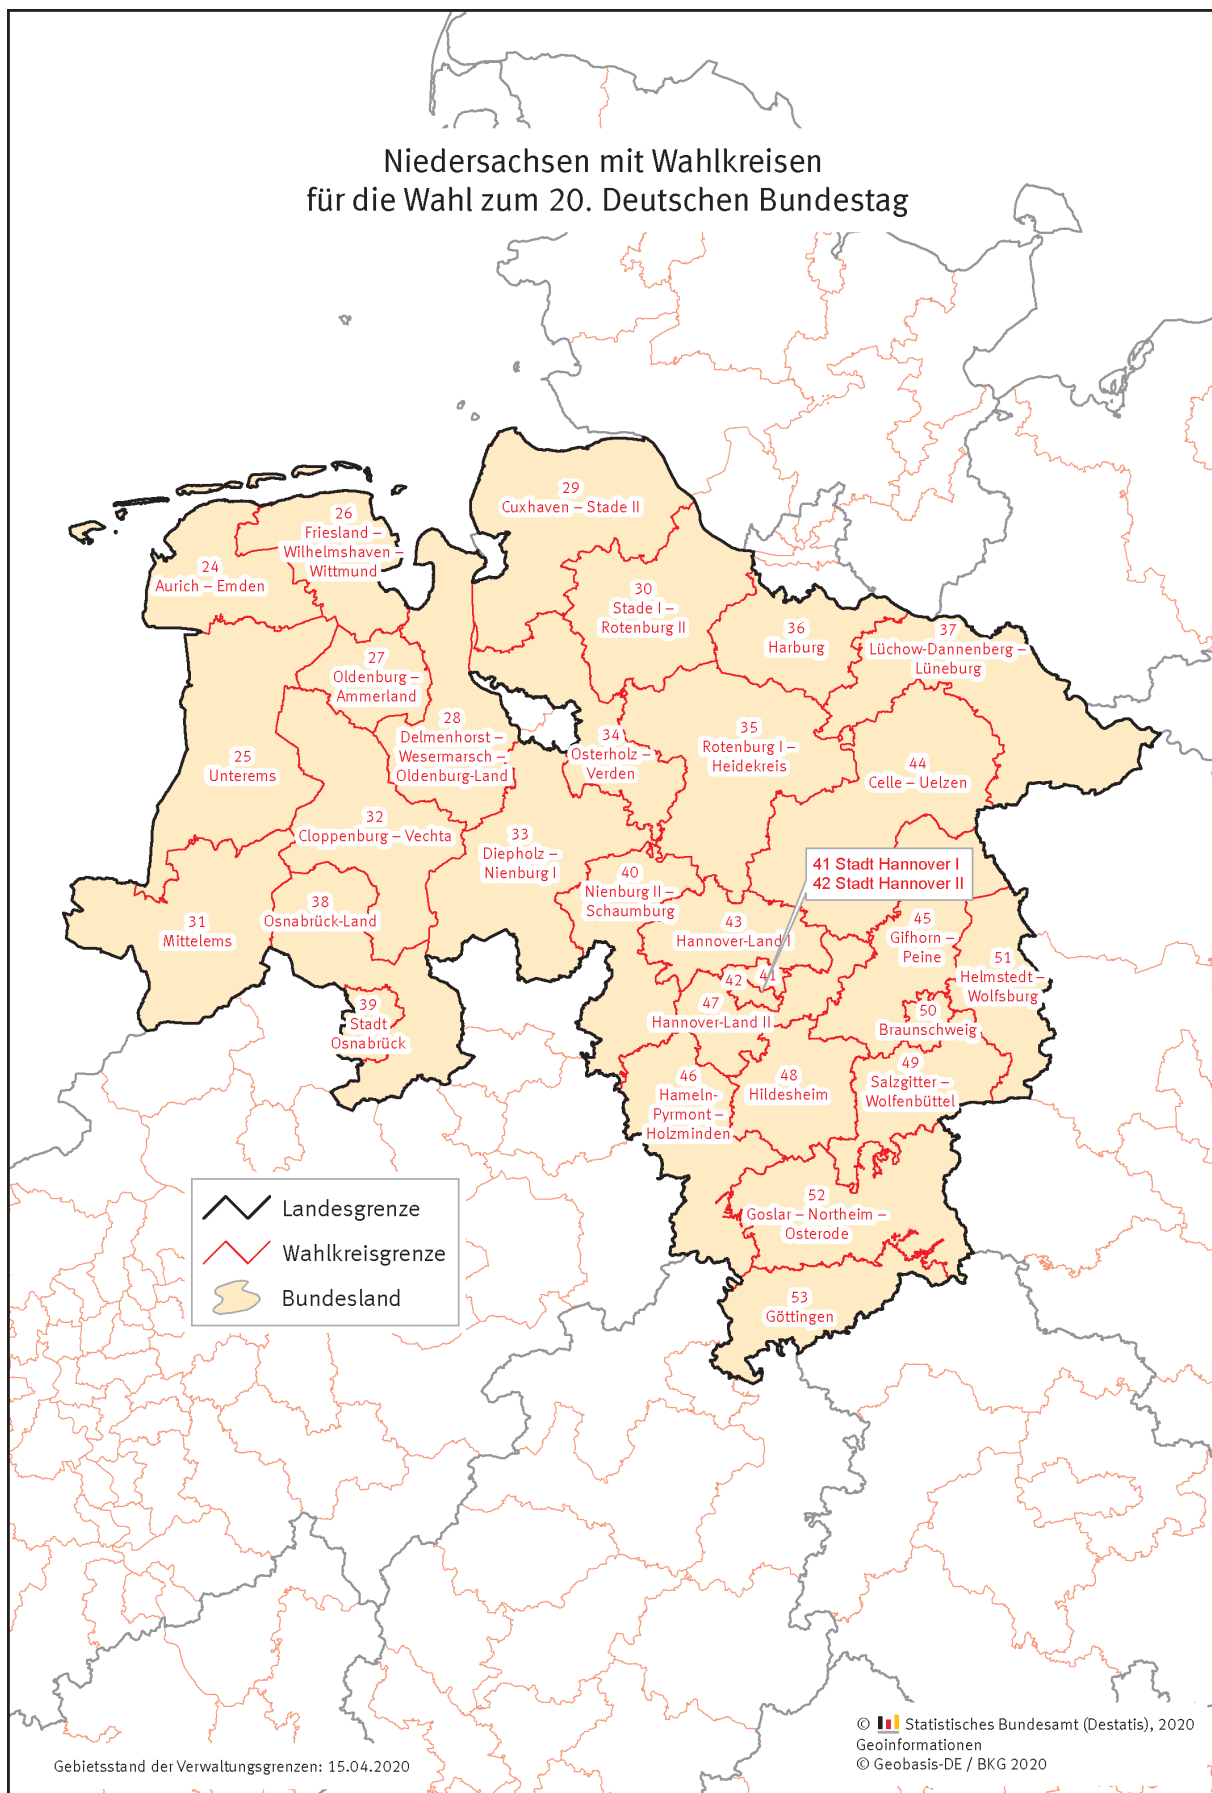 Niedersachsen mit Wahlkreisen
für die Wahl zum 20. Deutschen Bundestag
29
Cuxhaven – Stade II
26
Friesland –
Wilhelmshaven –
Wittmund
24
Aurich – Emden
30
Stade I –
Rotenburg II
36
Harburg
37
Lüchow-Dannenberg –
Lüneburg
27
Oldenburg –
Ammerland
28
Delmenhorst –
Wesermarsch –
Oldenburg-Land
34
Osterholz –
Verden
35
Rotenburg I –
Heidekreis
25
Unterems
44
Celle – Uelzen
32
Cloppenburg – Vechta
33
Diepholz –
Nienburg I
40
Nienburg II –
Schaumburg
41 Stadt Hannover I
42 Stadt Hannover II
31
Mittelems
38
Osnabrück-Land
43
Hannover-Land I
45
Gifhorn –
Peine
51
Helmstedt –
Wolfsburg
42
41
39
Stadt
Osnabrück
47
Hannover-Land II
50
Braunschweig
46
Hameln-
Pyrmont –
Holzminden
48
Hildesheim
49
Salzgitter –
Wolfenbüttel
52
Goslar – Northeim –
Osterode
53
Göttingen
Landesgrenze
Wahlkreisgrenze
Bundesland
Gebietsstand der Verwaltungsgrenzen: 15.04.2020
© Statistisches Bundesamt (Destatis), 2020
Geoinformationen
© Geobasis-DE / BKG 2020